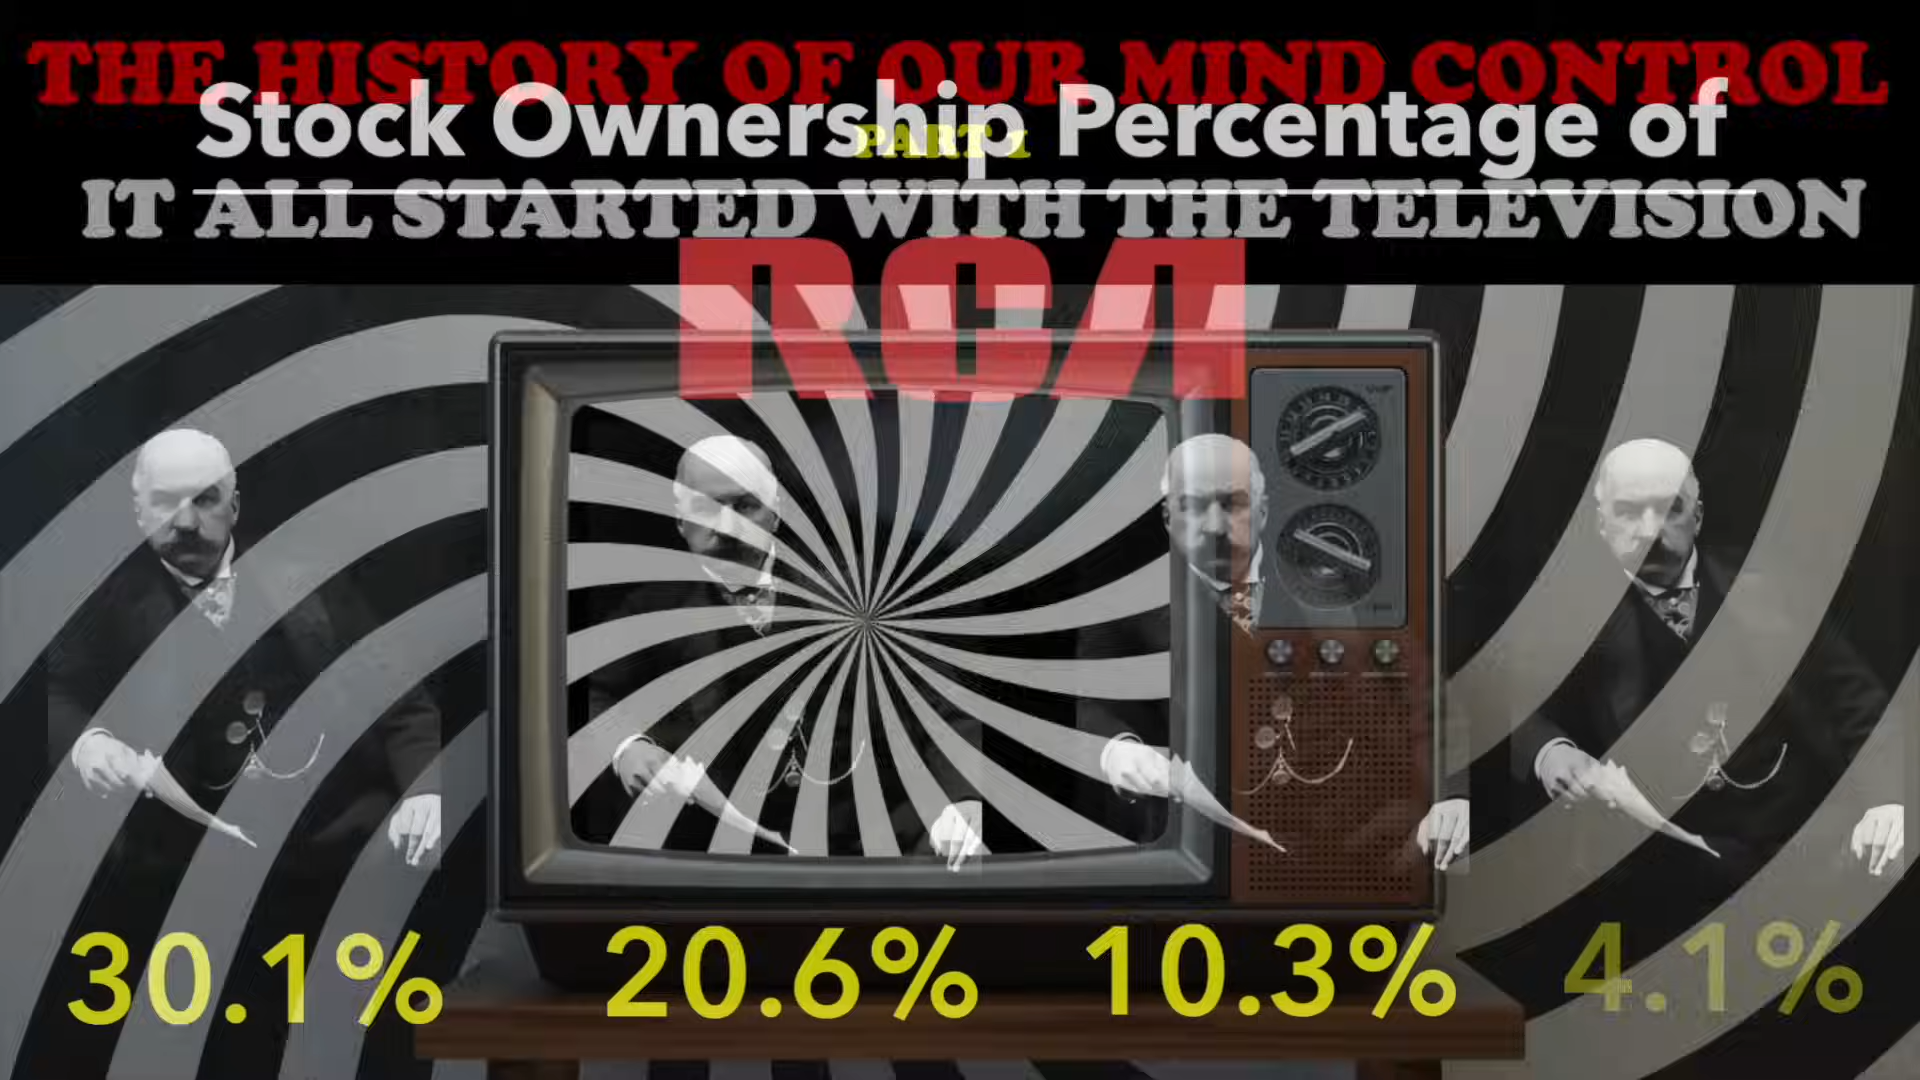 THE HISTORY OF OUR MIND CONTROL
Stock Ownership Percentage of
PART 1
IT ALL STARTED WITH THE TELEVISION
RCA
30.1% 20.6% 10.3% 4.1%